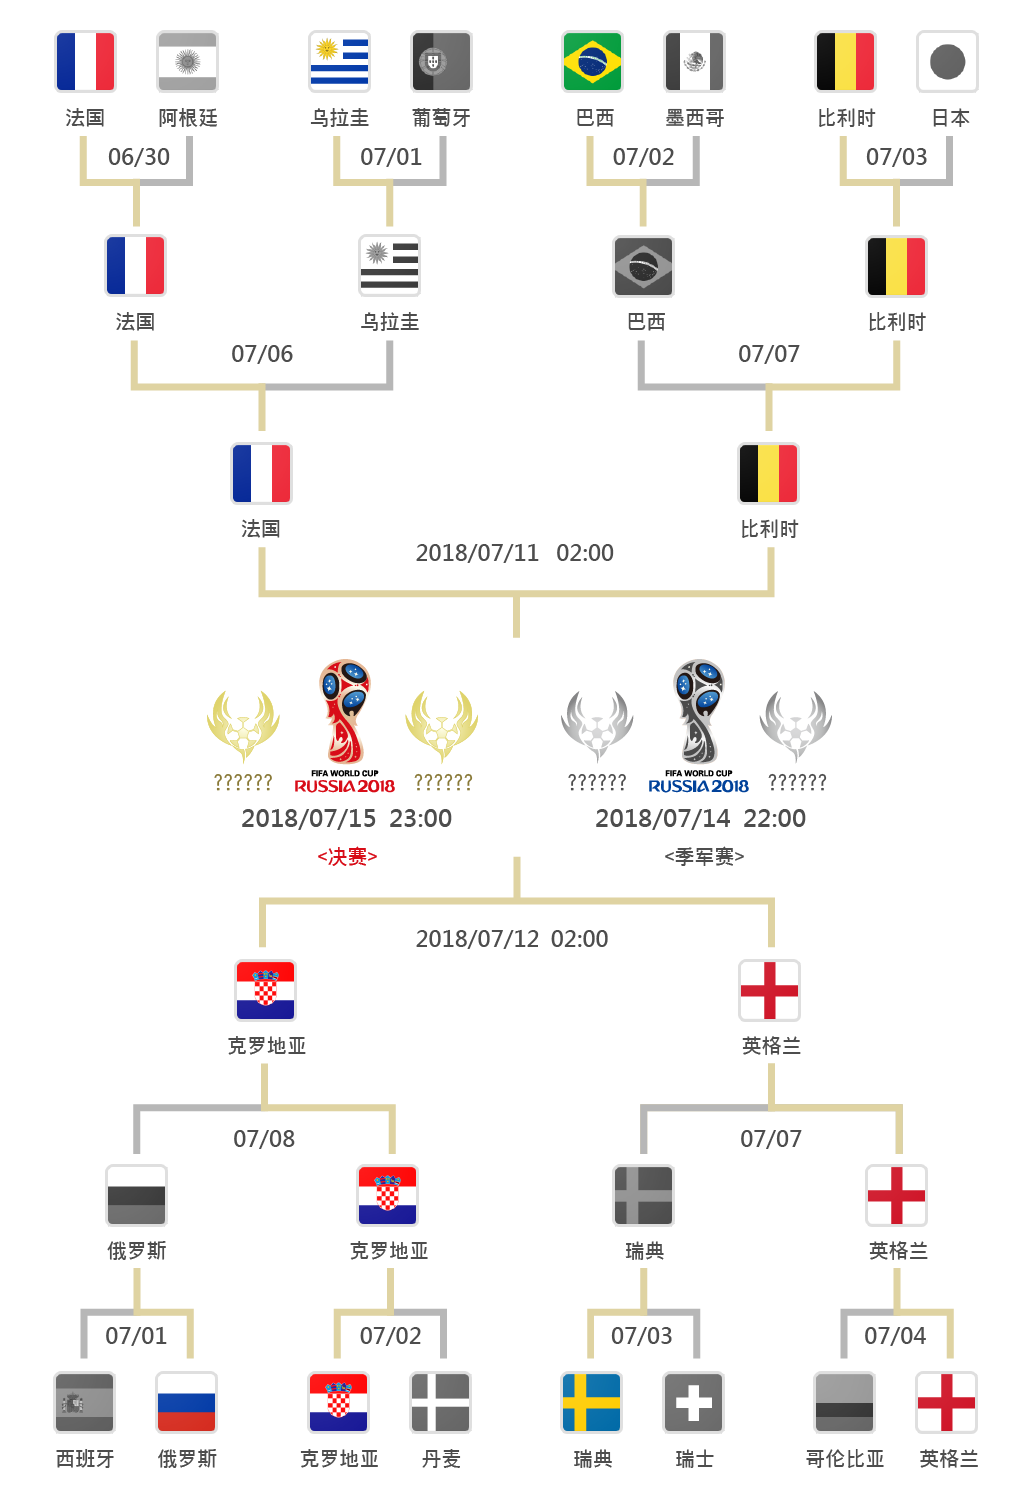 法国 阿根廷 乌拉圭 葡萄牙 巴西 墨西哥 比利时 日本
06/30 07/01 07/02 07/03
法国 乌拉圭 巴西 比利时
07/06 07/07
法国 比利时
2018/07/11 02:00
?????? FIFA WORLD CUP ?????? ?????? FIFA WORLD CUP ??????
RUSSIA 2018 RUSSIA 2018
2018/07/15 23:00 2018/07/14 22:00
<决赛> <季军赛>
2018/07/12 02:00
克罗地亚 英格兰
07/08 07/07
俄罗斯 克罗地亚 瑞典 英格兰
07/01 07/02 07/03 07/04
西班牙 俄罗斯 克罗地亚 丹麦 瑞典 瑞士 哥伦比亚 英格兰